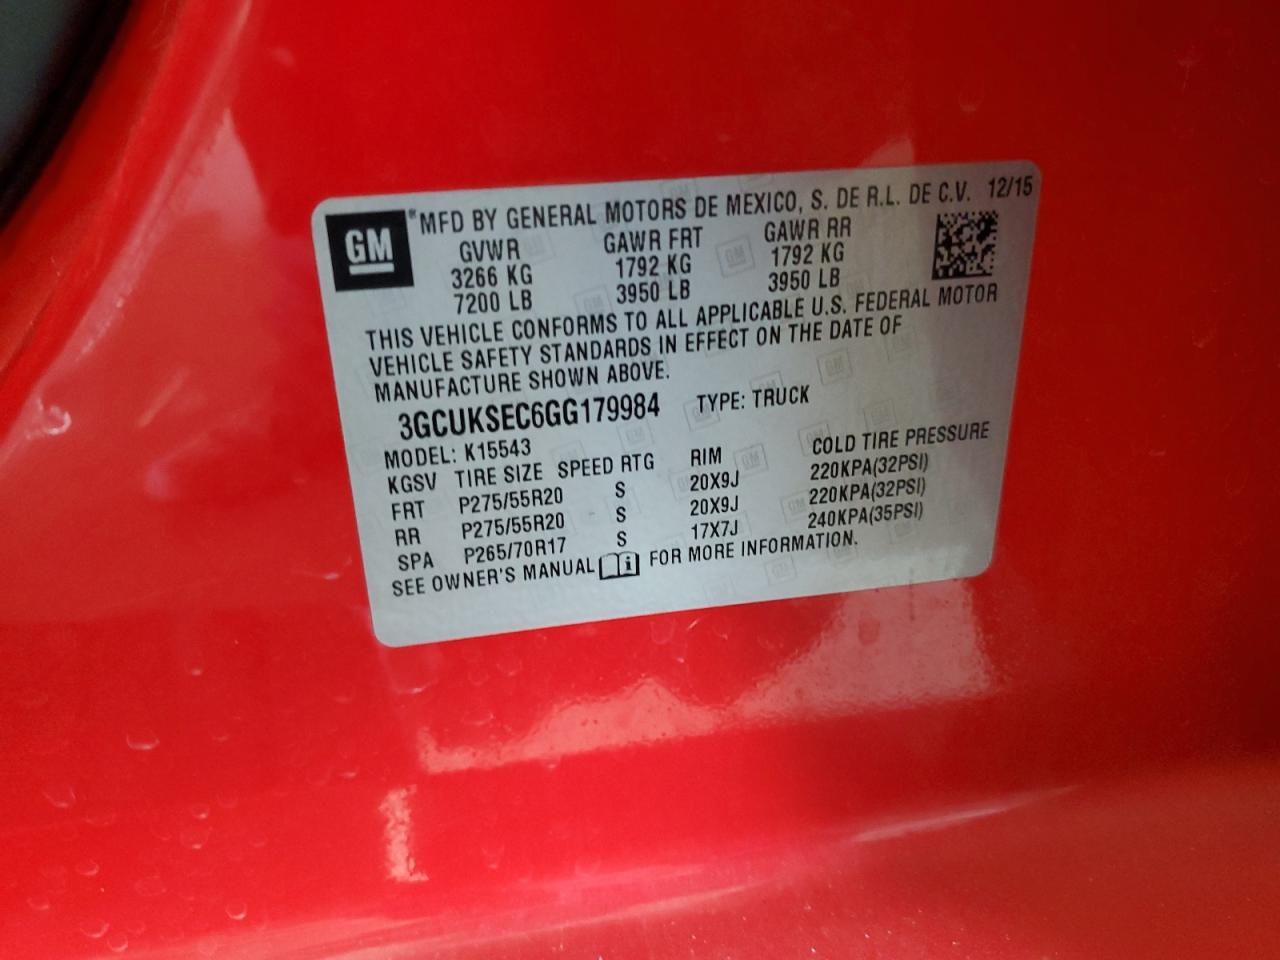 GM ® MFD BY GENERAL MOTORS DE MEXICO, S. DE R.L. DE C.V. 12/15
GVWR GAWR FRT GAWR RR
3266 KG 1792 KG 1792 KG
7200 LB 3950 LB 3950 LB
THIS VEHICLE CONFORMS TO ALL APPLICABLE U.S. FEDERAL MOTOR
VEHICLE SAFETY STANDARDS IN EFFECT ON THE DATE OF
MANUFACTURE SHOWN ABOVE.
3GCUKSEC6GG179984 TYPE: TRUCK
MODEL: K15543
KGSV TIRE SIZE SPEED RTG RIM COLD TIRE PRESSURE
FRT P275/55R20 S 20X9J 220KPA(32PSI)
RR P275/55R20 S 20X9J 220KPA(32PSI)
SPA P265/70R17 S 17X7J 240KPA(35PSI)
SEE OWNER'S MANUAL FOR MORE INFORMATION.